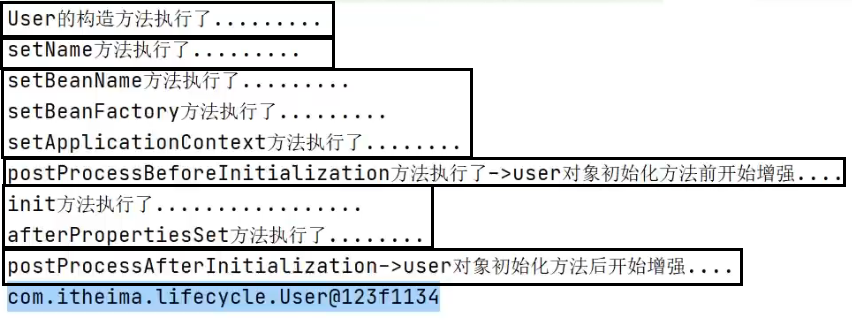 User的构造方法执行了.........
setName方法执行了.........
setBeanName方法执行了.........
setBeanFactory方法执行了.........
setApplicationContext方法执行了........
postProcessBeforeInitialization方法执行了->user对象初始化方法前开始增强....
init方法执行了.................
afterPropertiesSet方法执行了........
postProcessAfterInitialization->user对象初始化方法后开始增强....
com.itheima.lifecycle.User@123f1134